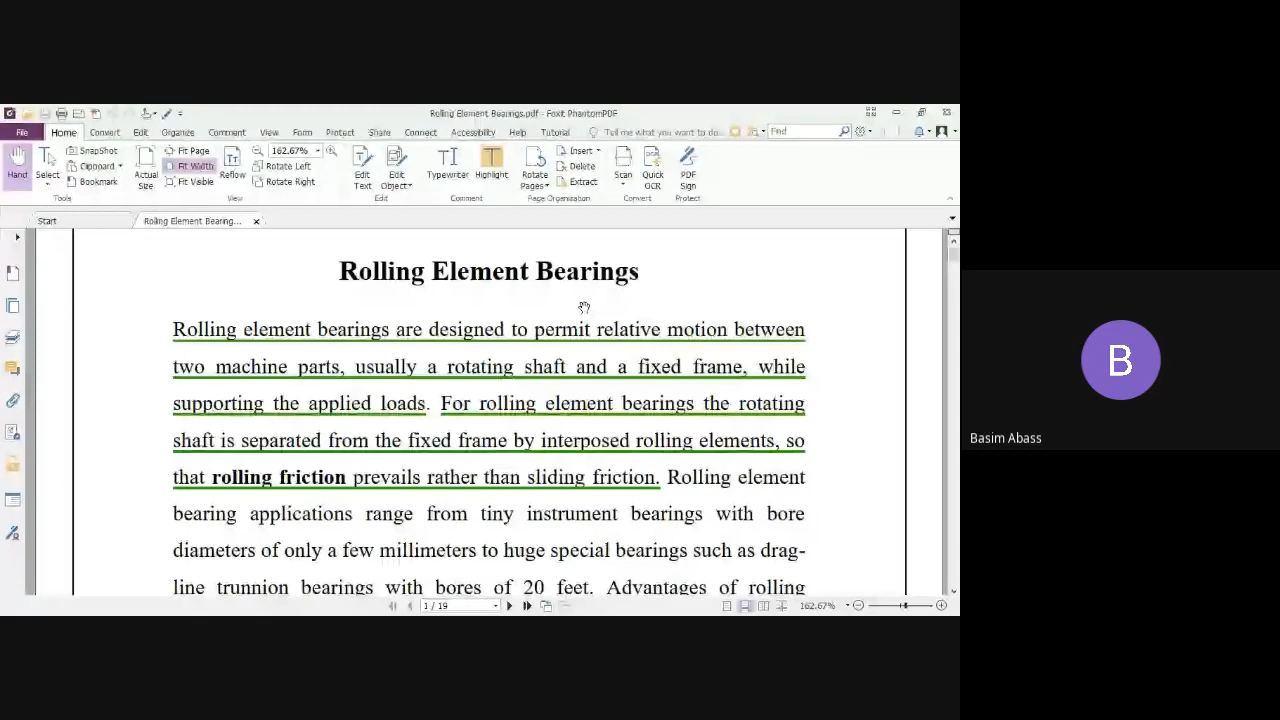 Rolling Element Bearings.pdf - Foxit PhantomPDF
File Home Convert Edit Organize Comment View Form Protect Share Connect Accessibility Help Tutorial Tell me what you want to do.. Find
Hand
Select
SnapShot
Clipboard
Bookmark
Tools
Actual Size
Fit Page
Fit Width
Fit Visible
Reflow
162.67%
Rotate Left
Rotate Right
View
Edit Text
Edit Object
Edit
Typewriter
Highlight
Comment
Rotate Pages
Insert
Delete
Extract
Page Organization
Scan
Quick OCR
Convert
PDF Sign
Protect
Start
Rolling Element Bearing...
Rolling Element Bearings
Rolling element bearings are designed to permit relative motion between
two machine parts, usually a rotating shaft and a fixed frame, while
supporting the applied loads. For rolling element bearings the rotating
shaft is separated from the fixed frame by interposed rolling elements, so
that rolling friction prevails rather than sliding friction. Rolling element
bearing applications range from tiny instrument bearings with bore
diameters of only a few millimeters to huge special bearings such as drag-
line trunnion bearings with bores of 20 feet. Advantages of rolling
1 / 19
162.67%
B
Basim Abass